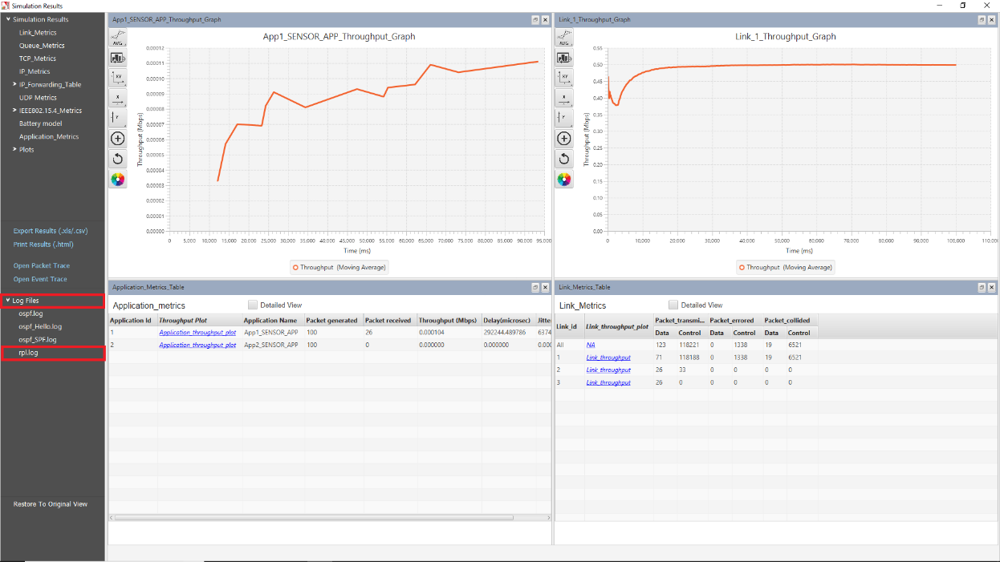 Simulation Results
Simulation Results
Link_Metrics
Queue_Metrics
TCP_Metrics
IP_Metrics
IP_Forwarding_Table
UDP Metrics
IEEE802.15.4_Metrics
Battery model
Application_Metrics
Plots
Export Results (.xls/.csv)
Print Results (.html)
Open Packet Trace
Open Event Trace
Log Files
ospf.log
ospf_Hello.log
ospf_SPF.log
rpl.log
Restore To Original View
App1_SENSOR_APP_Throughput_Graph
AVG
XY
X
Y
App1_SENSOR_APP_Throughput_Graph
Throughput (Mbps)
0.00012
0.00011
0.00010
0.00009
0.00008
0.00007
0.00006
0.00005
0.00004
0.00003
0.00002
0.00001
0.00000
0 5,000 10,000 15,000 20,000 25,000 30,000 35,000 40,000 45,000 50,000 55,000 60,000 65,000 70,000 75,000 80,000 85,000 90,000 95,000
Time (ms)
Throughput (Moving Average)
Link_1_Throughput_Graph
AVG
XY
X
Y
Link_1_Throughput_Graph
Throughput (Mbps)
0.55
0.50
0.45
0.40
0.35
0.30
0.25
0.20
0.15
0.10
0.05
0.00
0 10,000 20,000 30,000 40,000 50,000 60,000 70,000 80,000 90,000 100,000 110,000
Time (ms)
Throughput (Moving Average)
Application_Metrics_Table
Application_metrics Detailed View
Application Id Throughput Plot Application Name Packet generated Packet received Throughput (Mbps) Delay(microsec) Jitter
1 Application_throughput_plot App1_SENSOR_APP 100 26 0.000104 292244.489786 6374
2 Application_throughput_plot App2_SENSOR_APP 100 0 0.000000 0.000000 0.000
Link_Metrics_Table
Link_Metrics Detailed View
Link_id Link_throughput_plot Packet_transmi... Packet_errored Packet_collided
Data Control Data Control Data Control
All NA 123 118221 0 1338 19 6521
1 Link_throughput 71 118188 0 1338 19 6521
2 Link_throughput 26 33 0 0 0 0
3 Link_throughput 26 0 0 0 0 0